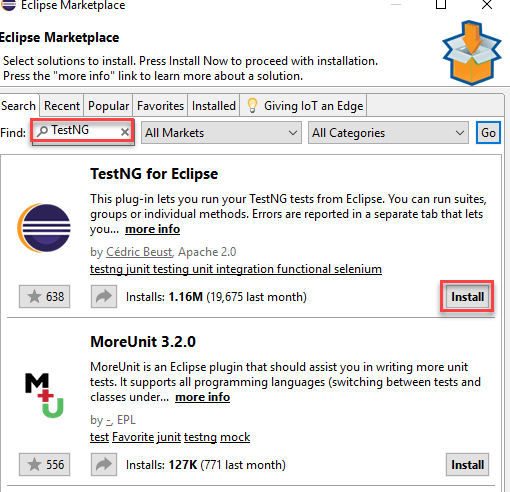 Eclipse Marketplace
Eclipse Marketplace
Select solutions to install. Press Install Now to proceed with installation.
Press the "more info" link to learn more about a solution.
Search Recent Popular Favorites Installed Giving IoT an Edge
Find: TestNG All Markets All Categories Go
TestNG for Eclipse
This plug-in lets you run your TestNG tests from Eclipse. You can run suites,
groups or individual methods. Errors are reported in a separate tab that lets
you... more info
by Cédric Beust, Apache 2.0
testng junit testing unit integration functional selenium
638 Installs: 1.16M (19,675 last month) Install
MoreUnit 3.2.0
M+U
MoreUnit is an Eclipse plugin that should assist you in writing more unit
tests. It supports all programming languages (switching between tests and
classes under... more info
by -, EPL
test Favorite junit testng mock
556 Installs: 127K (771 last month) Install